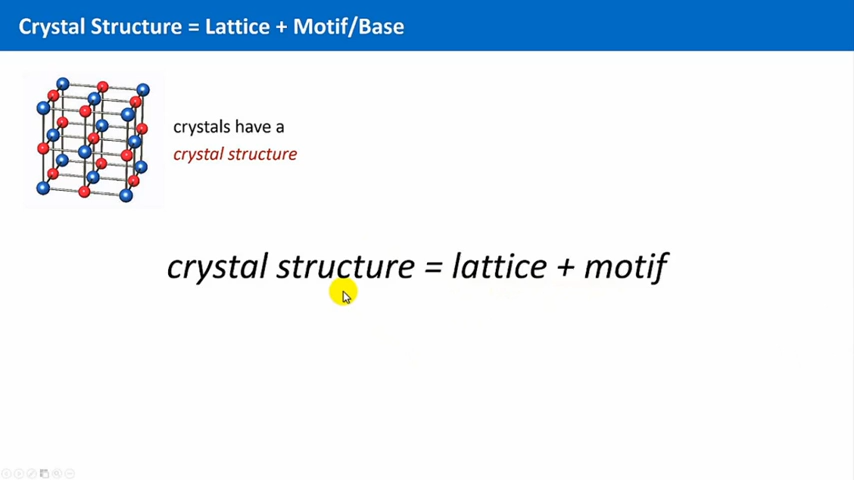 Crystal Structure = Lattice + Motif/Base
crystals have a
crystal structure
crystal structure = lattice + motif